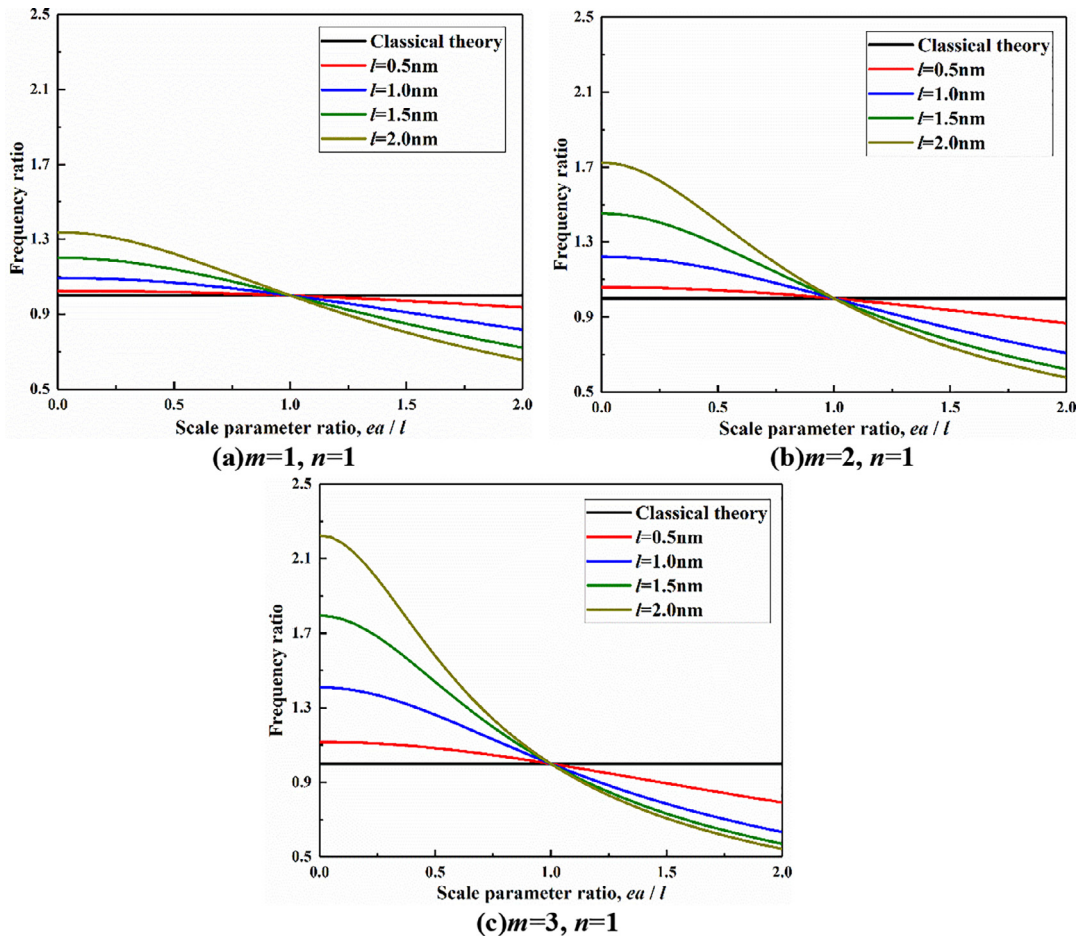 2.5
2.1
1.7
1.3
0.9
0.5
Frequency ratio
Classical theory
l=0.5nm
l=1.0nm
l=1.5nm
l=2.0nm
0.0 0.5 1.0 1.5 2.0
Scale parameter ratio, ea / l
(a)m=1, n=1
2.5
2.1
1.7
1.3
0.9
0.5
Frequency ratio
Classical theory
l=0.5nm
l=1.0nm
l=1.5nm
l=2.0nm
0.0 0.5 1.0 1.5 2.0
Scale parameter ratio, ea / l
(b)m=2, n=1
2.5
2.1
1.7
1.3
0.9
0.5
Frequency ratio
Classical theory
l=0.5nm
l=1.0nm
l=1.5nm
l=2.0nm
0.0 0.5 1.0 1.5 2.0
Scale parameter ratio, ea / l
(c)m=3, n=1